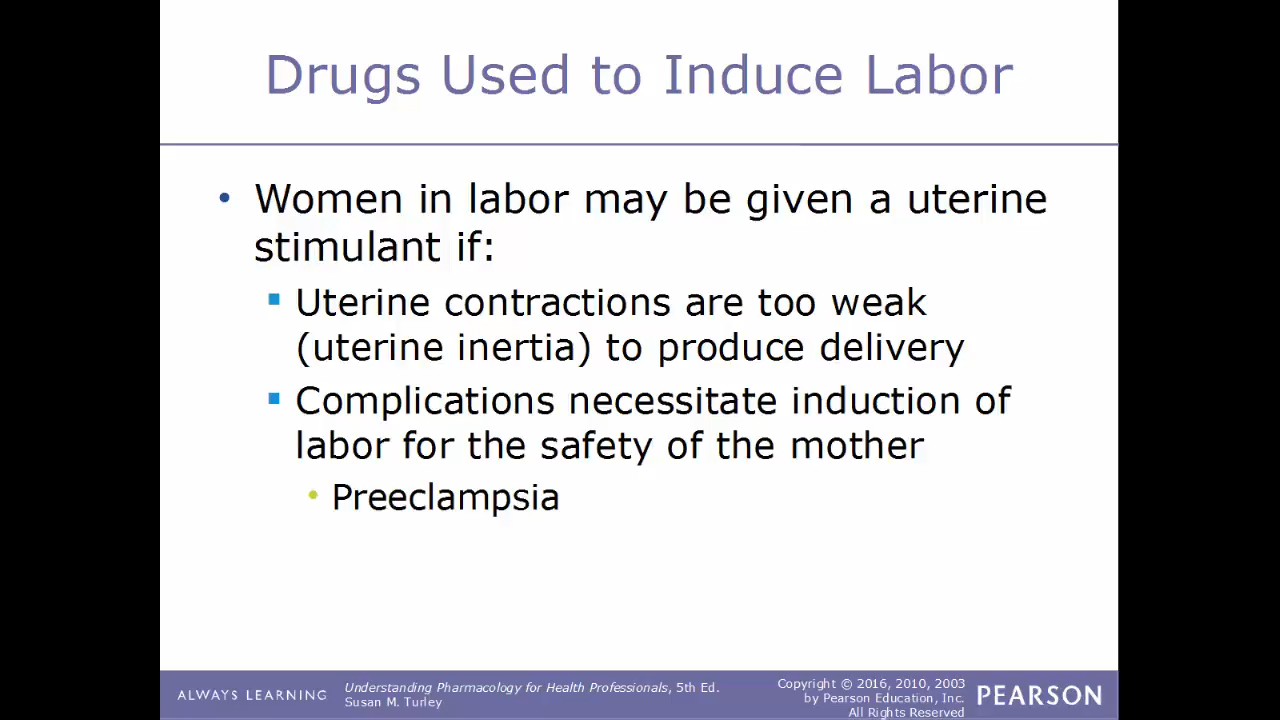 Drugs Used to Induce Labor
• Women in labor may be given a uterine
stimulant if:
▪ Uterine contractions are too weak
(uterine inertia) to produce delivery
▪ Complications necessitate induction of
labor for the safety of the mother
• Preeclampsia
ALWAYS LEARNING
Understanding Pharmacology for Health Professionals, 5th Ed.
Susan M. Turley
Copyright © 2016, 2010, 2003
by Pearson Education, Inc.
All Rights Reserved
PEARSON